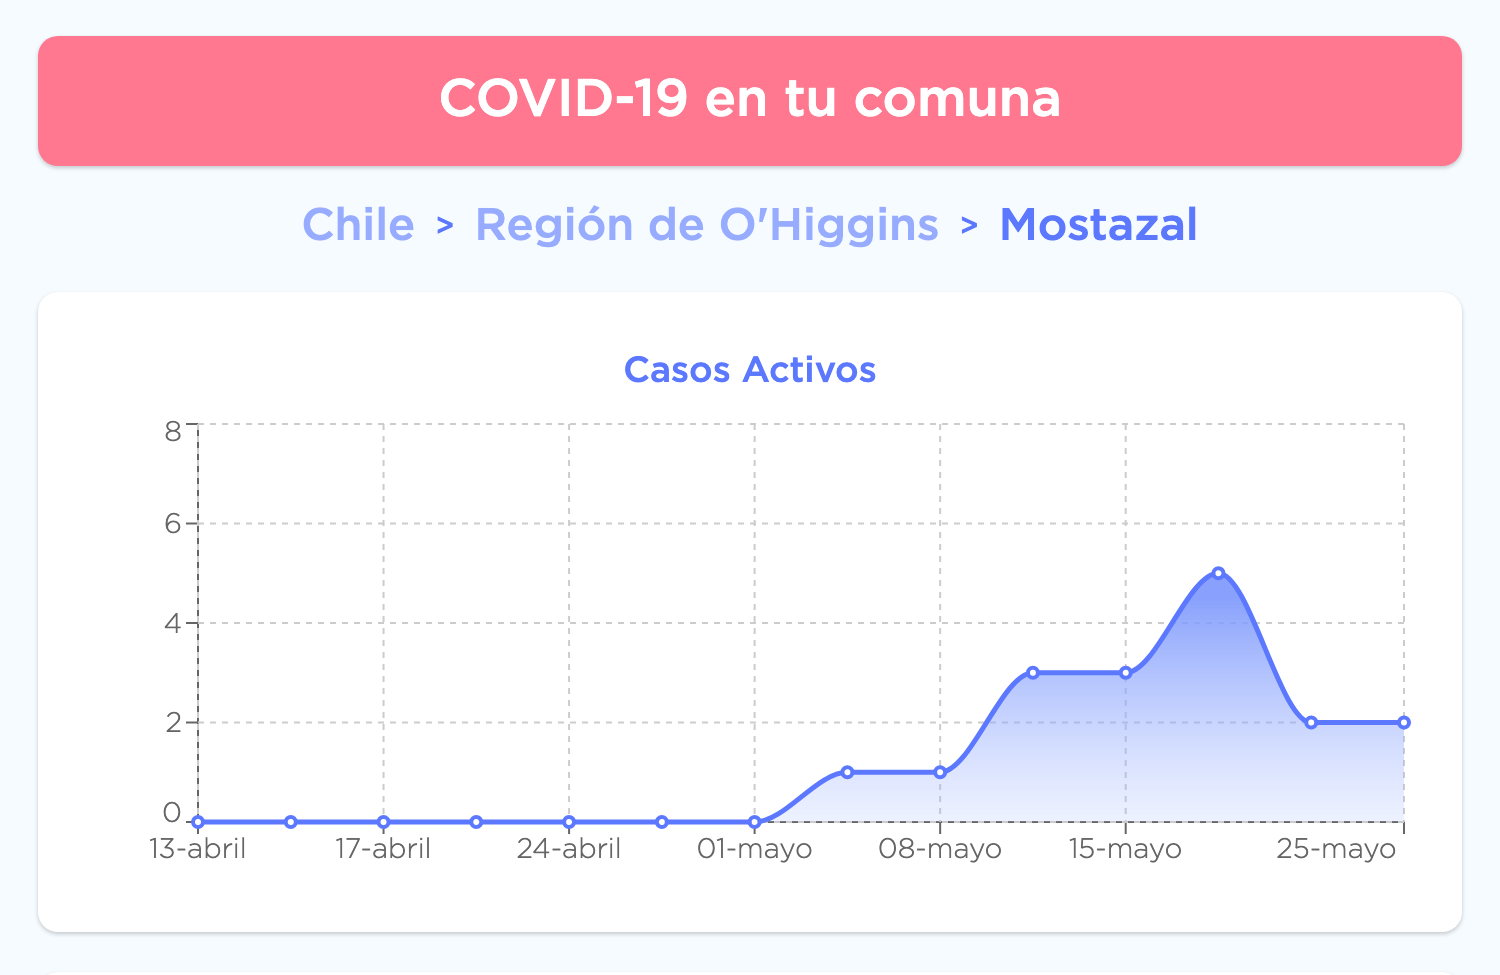 COVID-19 en tu comuna
Chile > Región de O'Higgins > Mostazal
Casos Activos
8
6
4
2
0
13-abril 17-abril 24-abril 01-mayo 08-mayo 15-mayo 25-mayo